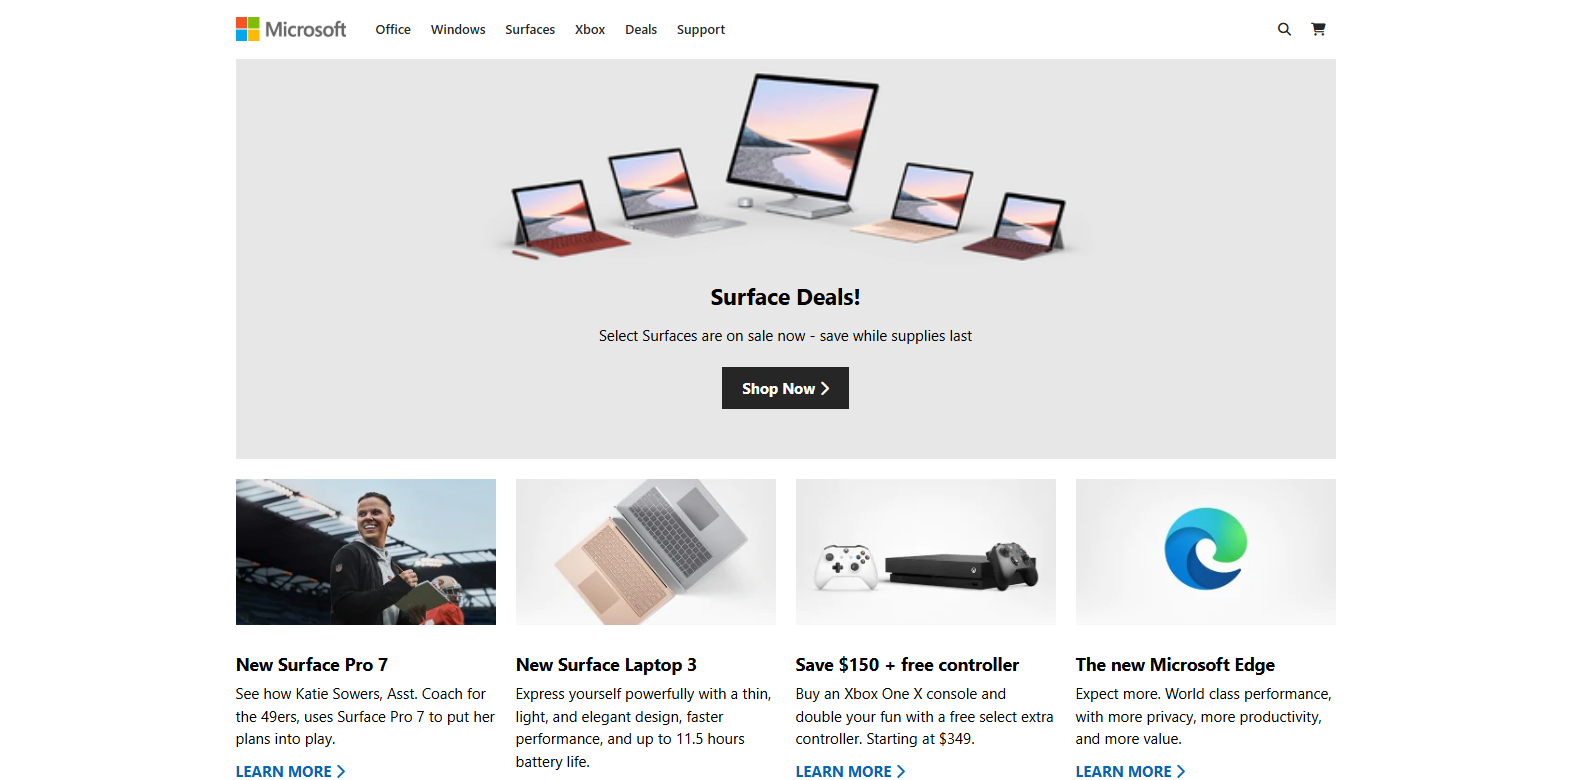 Microsoft Office Windows Surfaces Xbox Deals Support
Surface Deals!
Select Surfaces are on sale now - save while supplies last
Shop Now
New Surface Pro 7
See how Katie Sowers, Asst. Coach for
the 49ers, uses Surface Pro 7 to put her
plans into play.
LEARN MORE
New Surface Laptop 3
Express yourself powerfully with a thin,
light, and elegant design, faster
performance, and up to 11.5 hours
battery life.
Save $150 + free controller
Buy an Xbox One X console and
double your fun with a free select extra
controller. Starting at $349.
LEARN MORE
The new Microsoft Edge
Expect more. World class performance,
with more privacy, more productivity,
and more value.
LEARN MORE